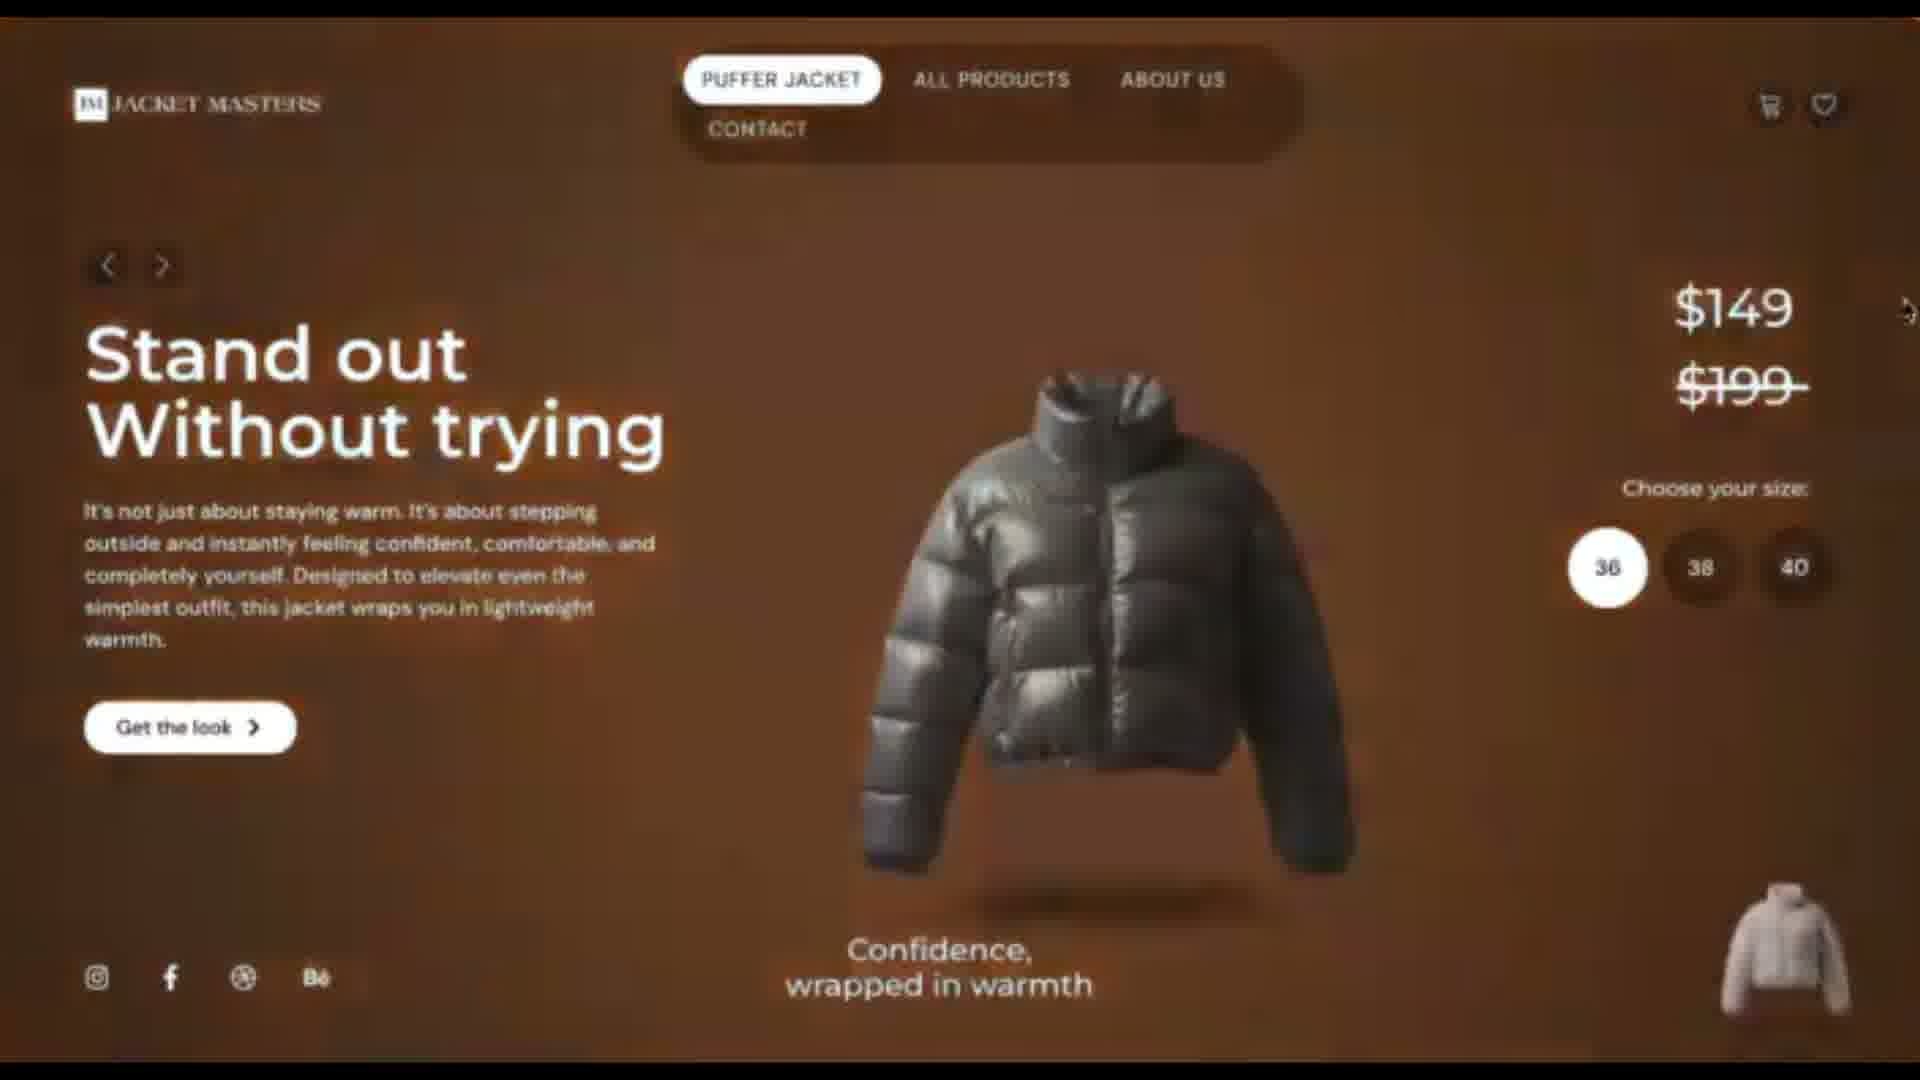 JM JACKET MASTERS
PUFFER JACKET ALL PRODUCTS ABOUT US
CONTACT
Stand out
Without trying
It's not just about staying warm. It's about stepping
outside and instantly feeling confident, comfortable, and
completely yourself. Designed to elevate even the
simplest outfit, this jacket wraps you in lightweight
warmth.
Get the look
$149
$199
Choose your size:
36 38 40
Confidence,
wrapped in warmth
Bē